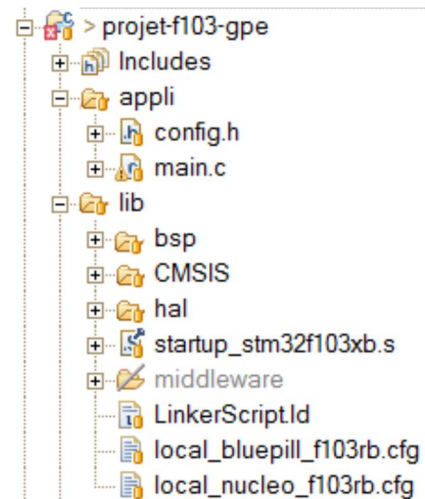 > projet-f103-gpe
Includes
appli
config.h
main.c
lib
bsp
CMSIS
hal
startup_stm32f103xb.s
middleware
LinkerScript.ld
local_bluepill_f103rb.cfg
local_nucleo_f103rb.cfg